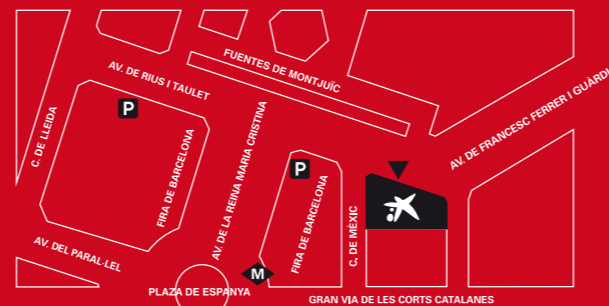 FUENTES DE MONTJUÏC
AV. DE RIUS I TAULET
AV. DE FRANCESC FERRER I GUÀRDI
P
C. DE LLEIDA
FIRA DE BARCELONA
AV. DE LA REINA MARIA CRISTINA
P
FIRA DE BARCELONA
C. DE MÈXIC
AV. DEL PARAL·LEL
M
PLAZA DE ESPANYA
GRAN VIA DE LES CORTS CATALANES